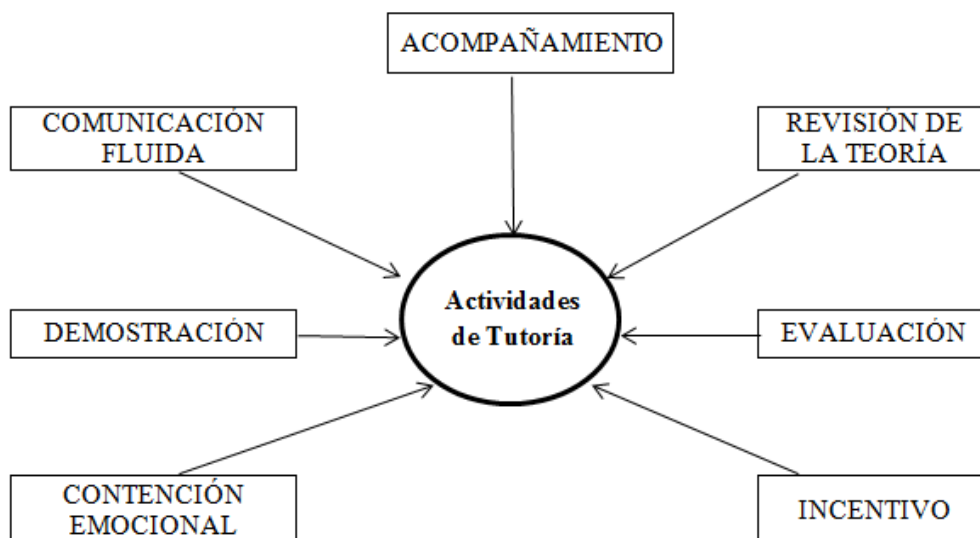 ACOMPAÑAMIENTO
COMUNICACIÓN
FLUIDA
REVISIÓN DE
LA TEORÍA
Actividades
de Tutoría
DEMOSTRACIÓN
EVALUACIÓN
CONTENCIÓN
EMOCIONAL
INCENTIVO